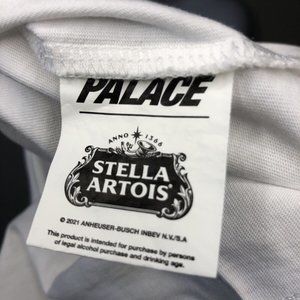 PALACE
ANNO 1366
STELLA
ARTOIS
© 2021 ANHEUSER-BUSCH INBEV N.V./S.A
This product is intended for purchase by persons
of legal alcohol purchase and drinking age.